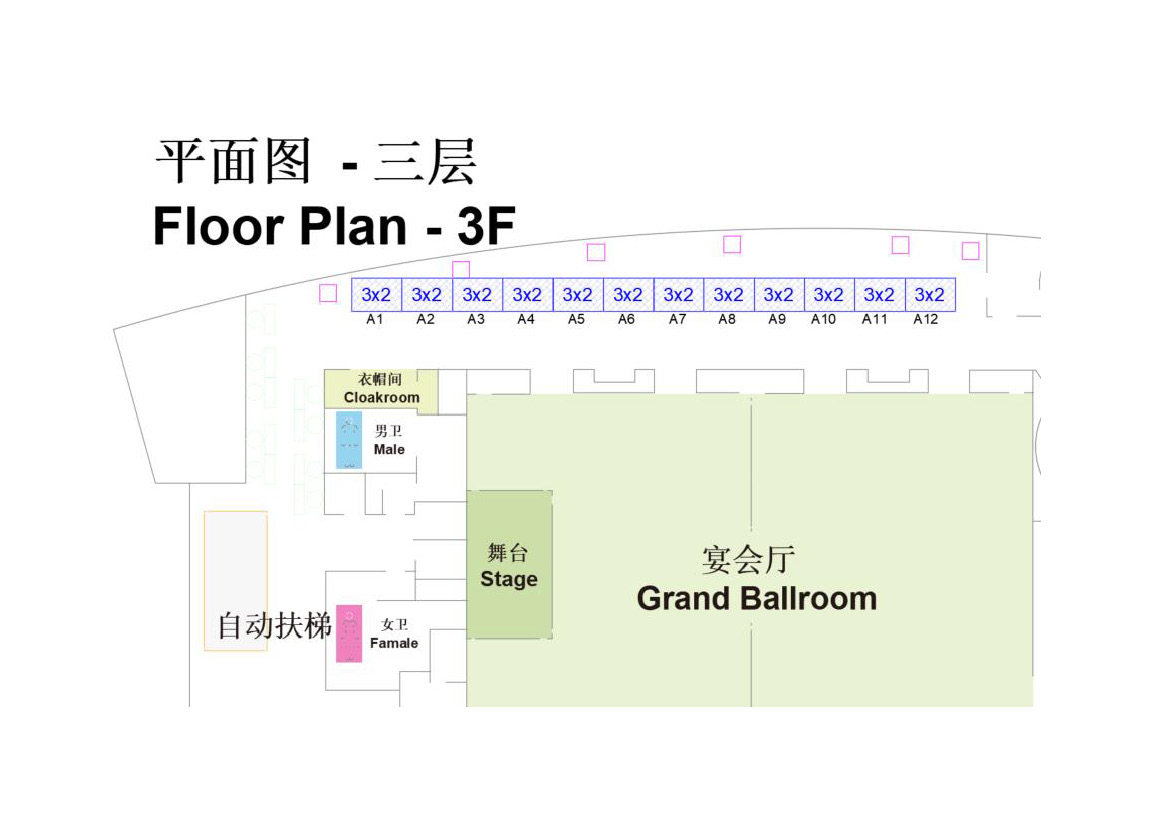 平面图 - 三层
Floor Plan - 3F
3x2 3x2 3x2 3x2 3x2 3x2 3x2 3x2 3x2 3x2 3x2 3x2
A1 A2 A3 A4 A5 A6 A7 A8 A9 A10 A11 A12
衣帽间
Cloakroom
男卫
Male
舞台
Stage
宴会厅
Grand Ballroom
自动扶梯
女卫
Famale